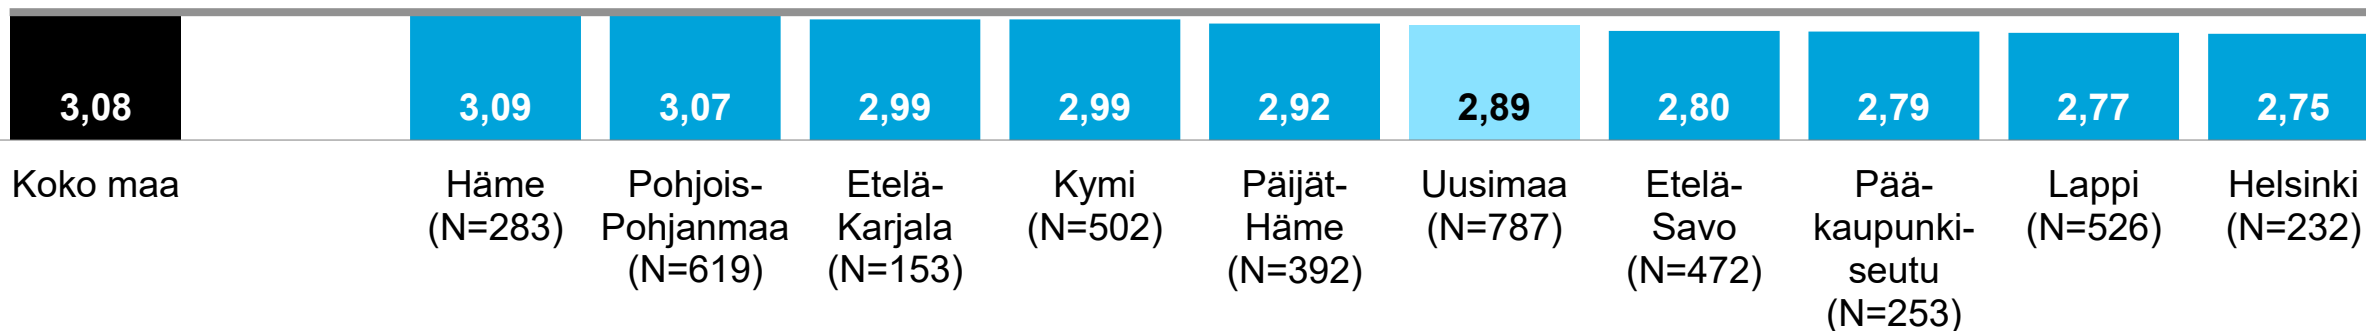 3,08
3,09
3,07
2,99
2,99
2,92
2,89
2,80
2,79
2,77
2,75
Koko maa
Häme
(N=283)
Pohjois-
Pohjanmaa
(N=619)
Etelä-
Karjala
(N=153)
Kymi
(N=502)
Päijät-
Häme
(N=392)
Uusimaa
(N=787)
Etelä-
Savo
(N=472)
Pää-
kaupunki-
seutu
(N=253)
Lappi
(N=526)
Helsinki
(N=232)